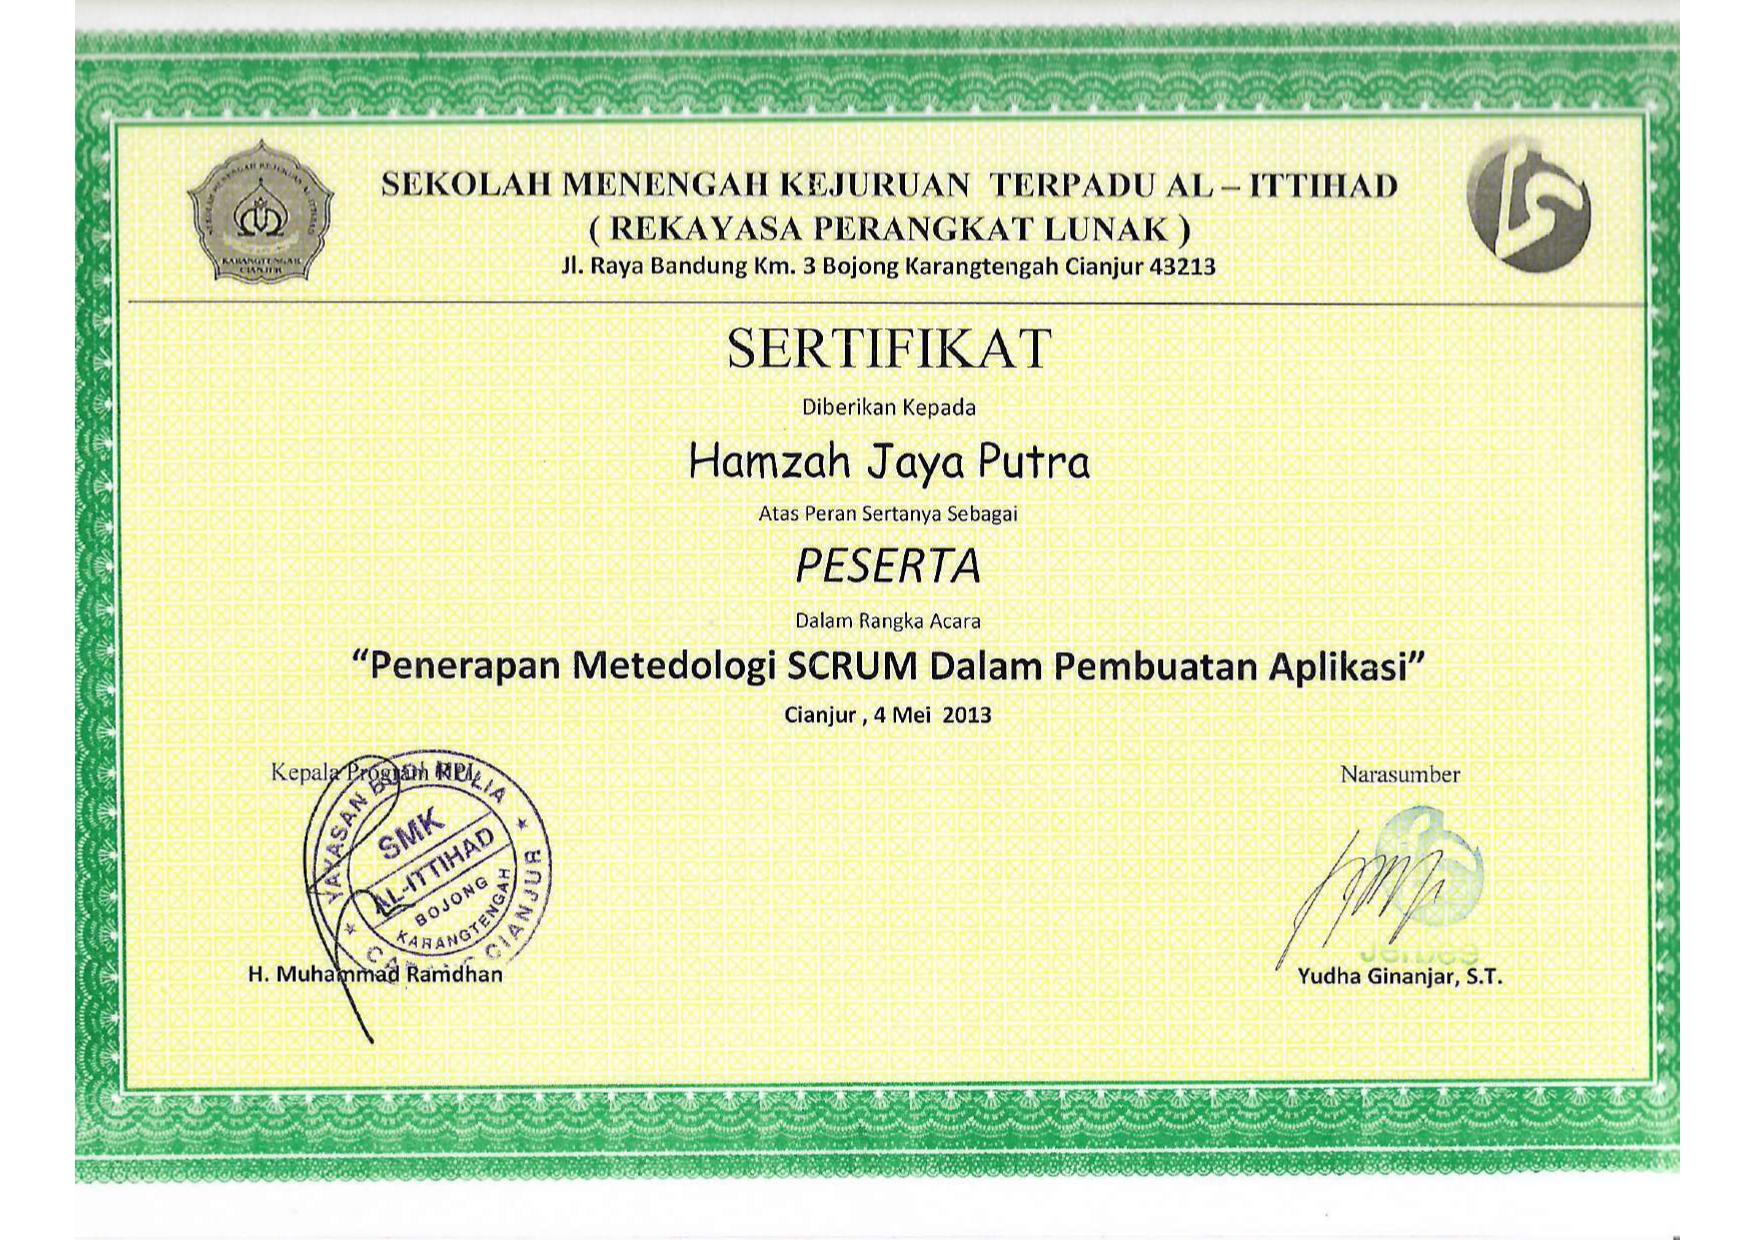 SEKOLAH MENENGAH KEJURUAN TERPADU AL – ITTIHAD
( REKAYASA PERANGKAT LUNAK )
Jl. Raya Bandung Km. 3 Bojong Karangtengah Cianjur 43213
KARANGTENGAH
CIANJUR
SERTIFIKAT
Diberikan Kepada
Hamzah Jaya Putra
Atas Peran Sertanya Sebagai
PESERTA
Dalam Rangka Acara
“Penerapan Metedologi SCRUM Dalam Pembuatan Aplikasi”
Cianjur , 4 Mei 2013
Kepala Program RPL
YAYASAN BUDI MULIA
SMK
AL-ITTIHAD
BOJONG
KARANGTENGAH
CIANJUR
H. Muhammad Ramdhan
Narasumber
Yudha Ginanjar, S.T.